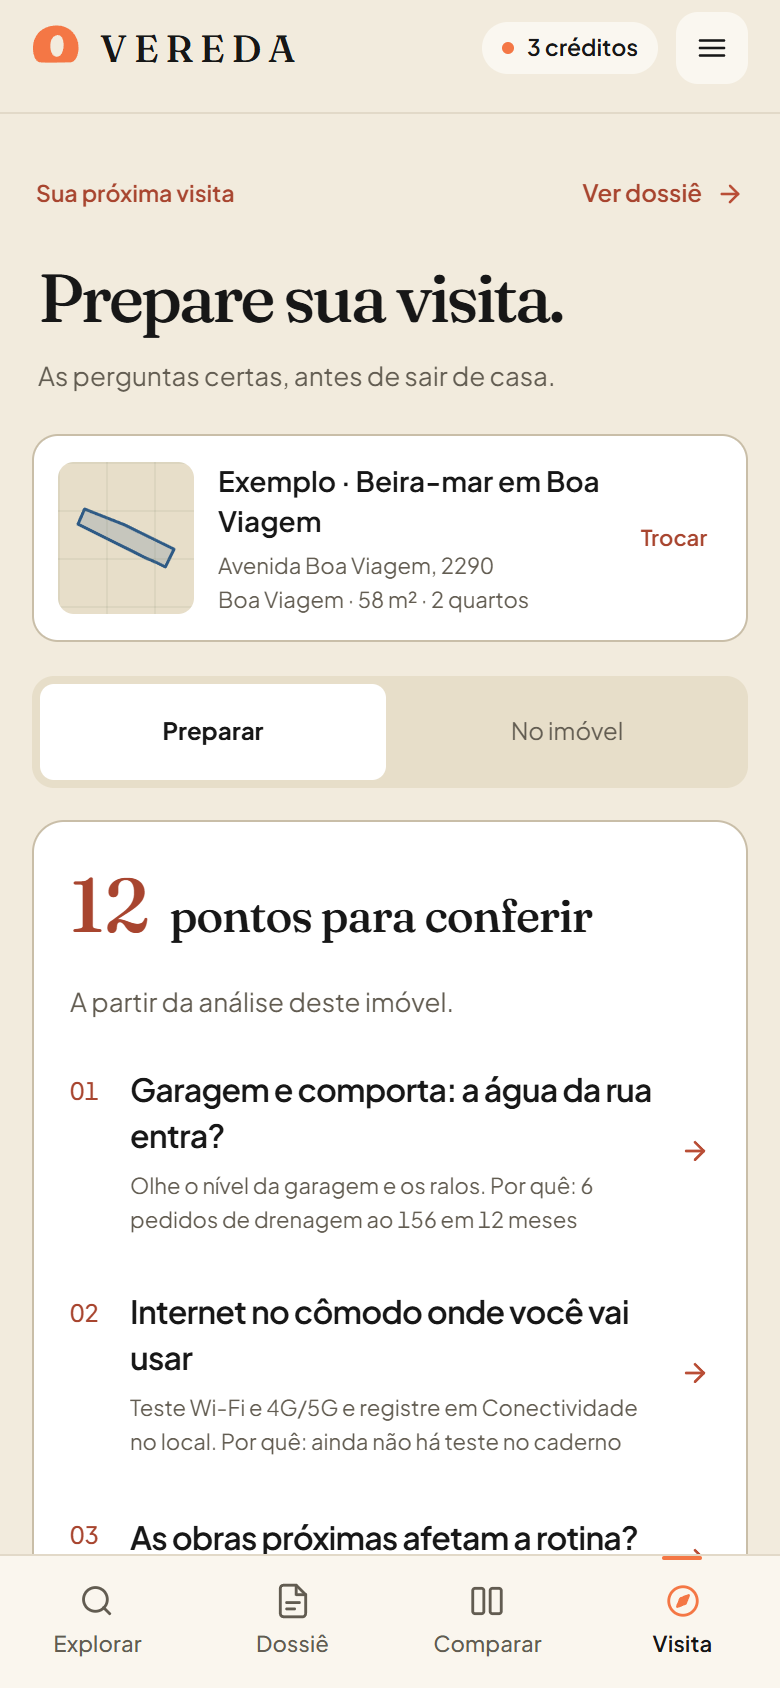 VEREDA
3 créditos
Sua próxima visita
Ver dossiê
Prepare sua visita.
As perguntas certas, antes de sair de casa.
Exemplo · Beira-mar em Boa
Viagem
Avenida Boa Viagem, 2290
Boa Viagem · 58 m² · 2 quartos
Trocar
Preparar
No imóvel
12 pontos para conferir
A partir da análise deste imóvel.
01
Garagem e comporta: a água da rua
entra?
Olhe o nível da garagem e os ralos. Por quê: 6
pedidos de drenagem ao 156 em 12 meses
02
Internet no cômodo onde você vai
usar
Teste Wi-Fi e 4G/5G e registre em Conectividade
no local. Por quê: ainda não há teste no caderno
03
As obras próximas afetam a rotina?
Explorar
Dossiê
Comparar
Visita